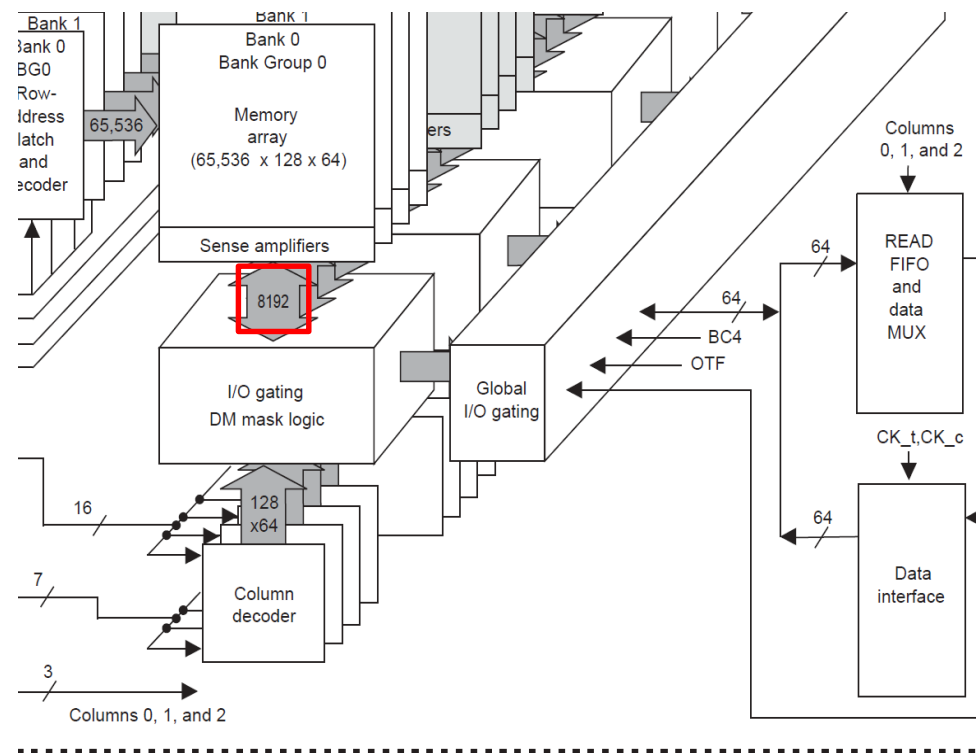 Bank 1
Bank 0
BG0
Row-
ddress
latch
and
ecoder
65,536
Bank 1
Bank 0
Bank Group 0
Memory
array
(65,536 x 128 x 64)
Sense amplifiers
ers
8192
I/O gating
DM mask logic
Global
I/O gating
128
x64
Column
decoder
16
7
3
Columns 0, 1, and 2
64
BC4
OTF
Columns
0, 1, and 2
64
READ
FIFO
and
data
MUX
CK_t,CK_c
64
Data
interface